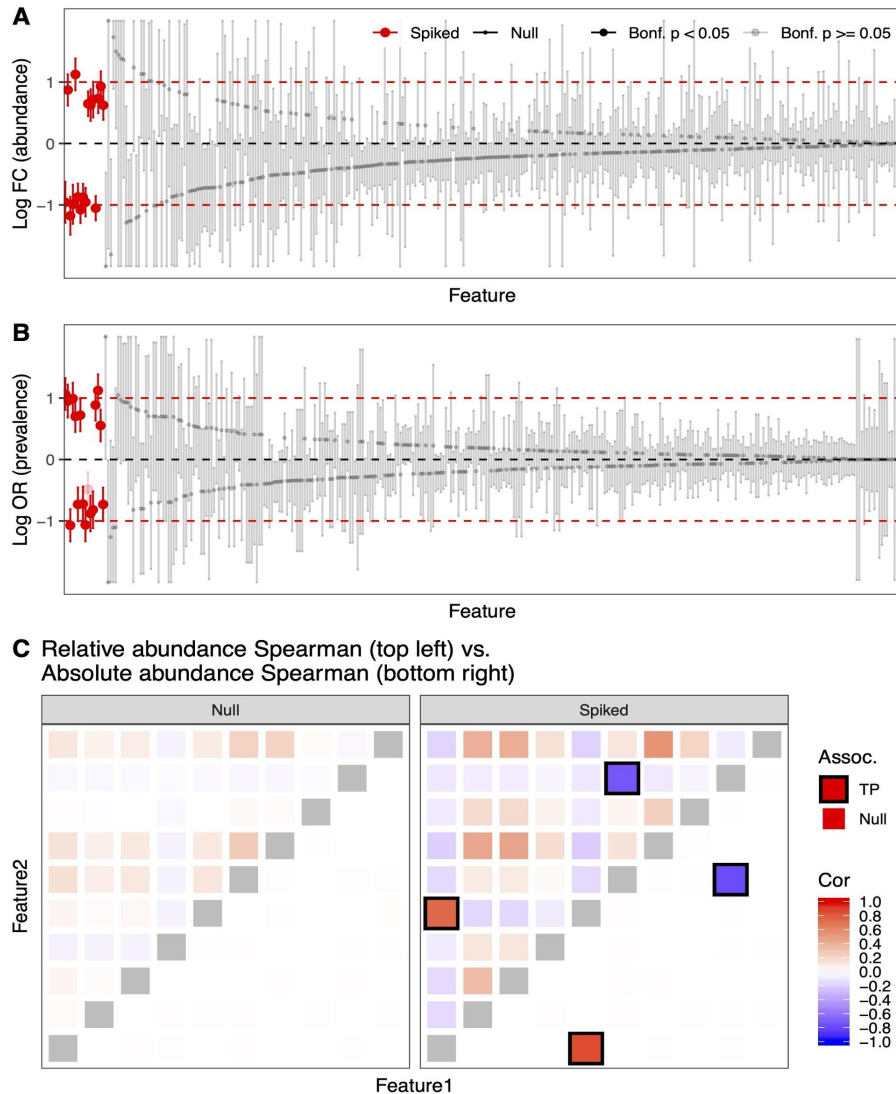 A
Spiked
Null
Bonf. p < 0.05
Bonf. p >= 0.05
Log FC (abundance)
1
0
−1
Feature
B
Log OR (prevalence)
1
0
−1
Feature
C Relative abundance Spearman (top left) vs.
Absolute abundance Spearman (bottom right)
Null
Spiked
Feature2
Feature1
Assoc.
TP
Null
Cor
1.0
0.8
0.6
0.4
0.2
0.0
−0.2
−0.4
−0.6
−0.8
−1.0